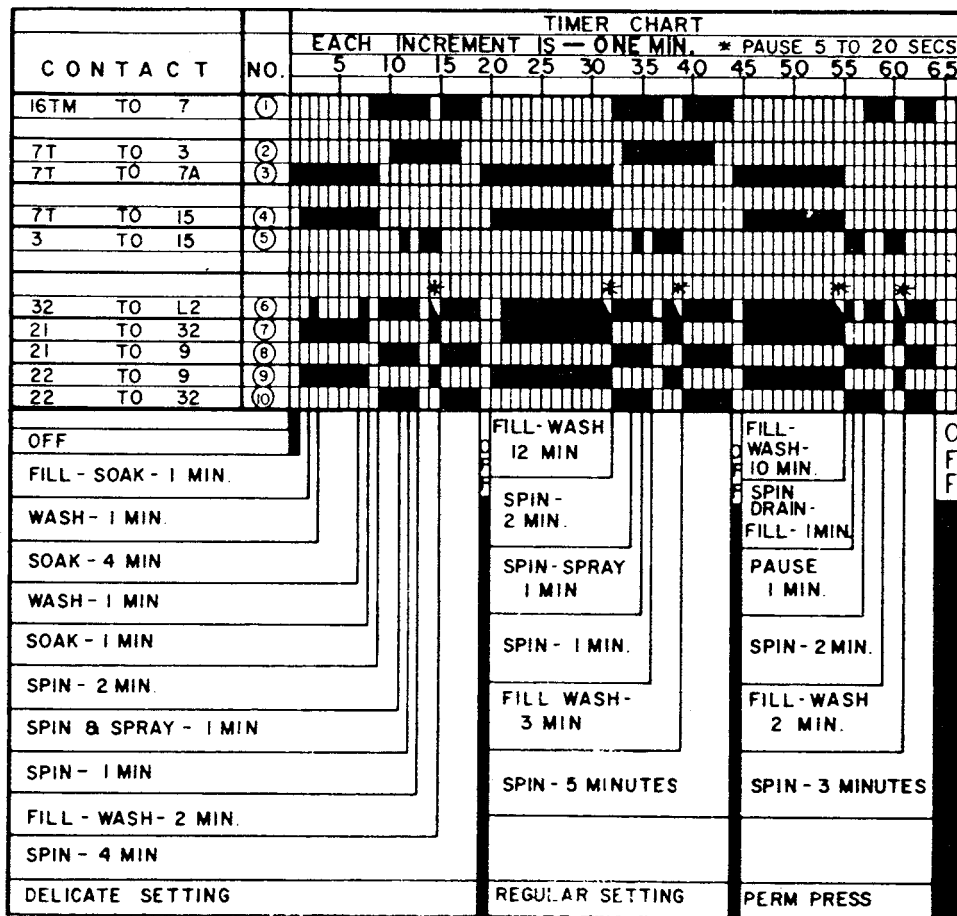 TIMER CHART
EACH INCREMENT IS — ONE MIN. * PAUSE 5 TO 20 SECS
CONTACT NO. 5 10 15 20 25 30 35 40 45 50 55 60 65
16TM TO 7 ①
7T TO 3 ②
7T TO 7A ③
7T TO 15 ④
3 TO 15 ⑤
* * * ** *
32 TO L2 ⑥
21 TO 32 ⑦
21 TO 9 ⑧
22 TO 9 ⑨
22 TO 32 ⑩
OFF
FILL - SOAK - 1 MIN.
WASH - 1 MIN.
SOAK - 4 MIN
WASH - 1 MIN
SOAK - 1 MIN
SPIN - 2 MIN.
SPIN & SPRAY - 1 MIN
SPIN - 1 MIN
FILL - WASH - 2 MIN.
SPIN - 4 MIN
DELICATE SETTING
OFF
FILL - WASH
12 MIN
SPIN -
2 MIN.
SPIN-SPRAY
1 MIN
SPIN - 1 MIN.
FILL WASH-
3 MIN
SPIN - 5 MINUTES
REGULAR SETTING
OFF
FILL-
WASH-
10 MIN.
SPIN
DRAIN-
FILL - 1MIN
PAUSE
1 MIN.
SPIN - 2 MIN.
FILL-WASH
2 MIN.
SPIN - 3 MINUTES
PERM PRESS
OFF